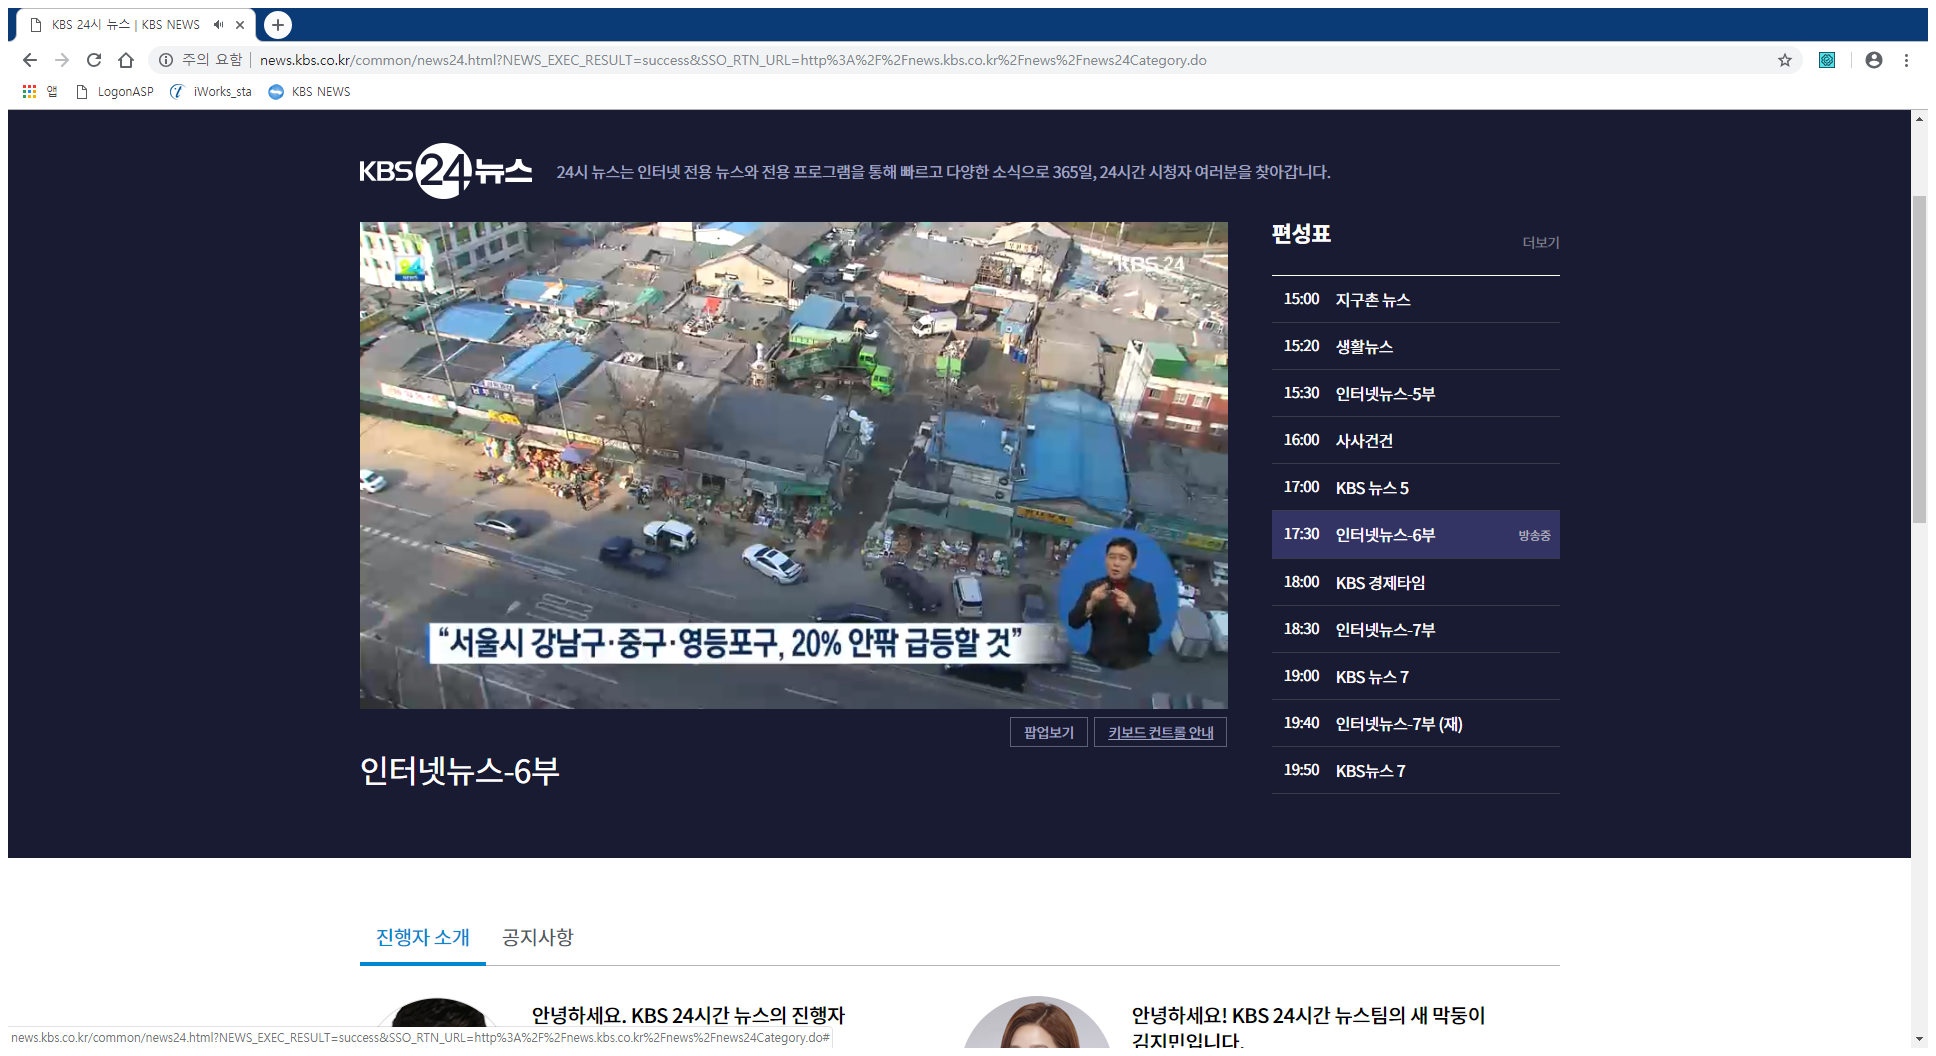 KBS 24시 뉴스 | KBS NEWS
주의 요함 | news.kbs.co.kr/common/news24.html?NEWS_EXEC_RESULT=success&SSO_RTN_URL=http%3A%2F%2Fnews.kbs.co.kr%2Fnews%2Fnews24Category.do
앱 LogonASP iWorks_sta KBS NEWS
KBS 24 뉴스
24시 뉴스는 인터넷 전용 뉴스와 전용 프로그램을 통해 빠르고 다양한 소식으로 365일, 24시간 시청자 여러분을 찾아갑니다.
24
NEWS
KBS 24
“서울시 강남구·중구·영등포구, 20% 안팎 급등할 것”
팝업보기 키보드 컨트롤 안내
인터넷뉴스-6부
편성표 더보기
15:00 지구촌 뉴스
15:20 생활뉴스
15:30 인터넷뉴스-5부
16:00 사사건건
17:00 KBS 뉴스 5
17:30 인터넷뉴스-6부 방송중
18:00 KBS 경제타임
18:30 인터넷뉴스-7부
19:00 KBS 뉴스 7
19:40 인터넷뉴스-7부 (재)
19:50 KBS뉴스 7
진행자 소개 공지사항
안녕하세요. KBS 24시간 뉴스의 진행자
안녕하세요! KBS 24시간 뉴스팀의 새 막둥이
김지민입니다.
news.kbs.co.kr/common/news24.html?NEWS_EXEC_RESULT=success&SSO_RTN_URL=http%3A%2F%2Fnews.kbs.co.kr%2Fnews%2Fnews24Category.do#